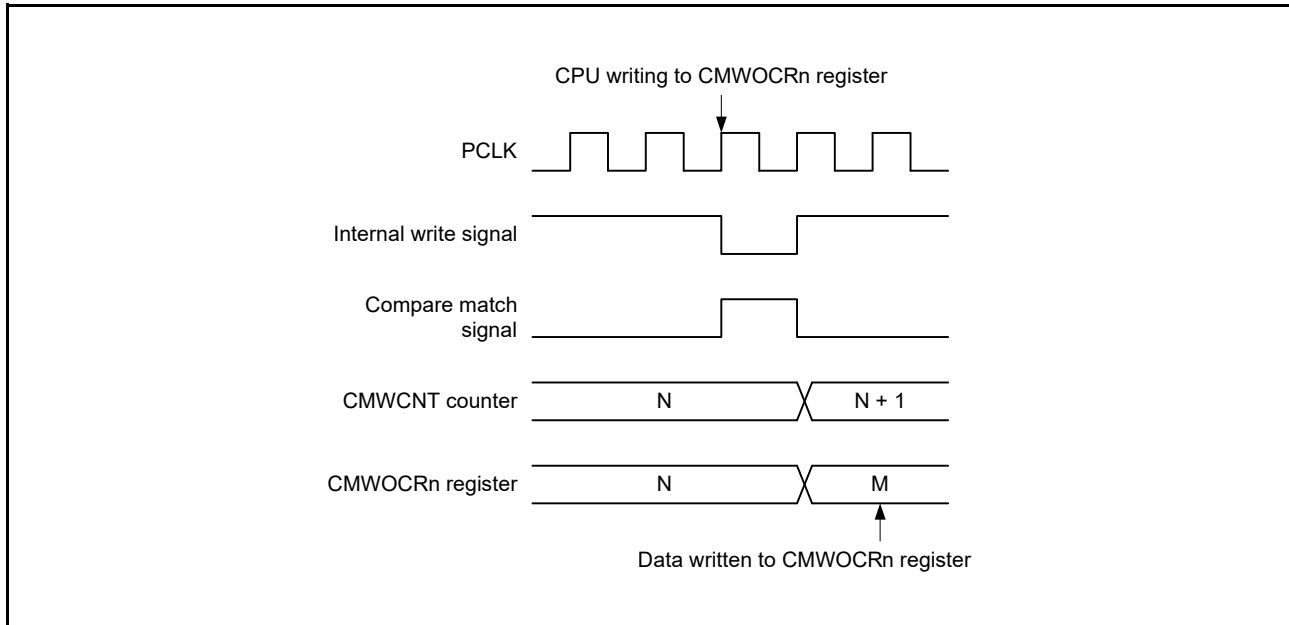 CPU writing to CMWOCRn register
PCLK
Internal write signal
Compare match
signal
CMWCNT counter
N
N + 1
CMWOCRn register
N
M
Data written to CMWOCRn register